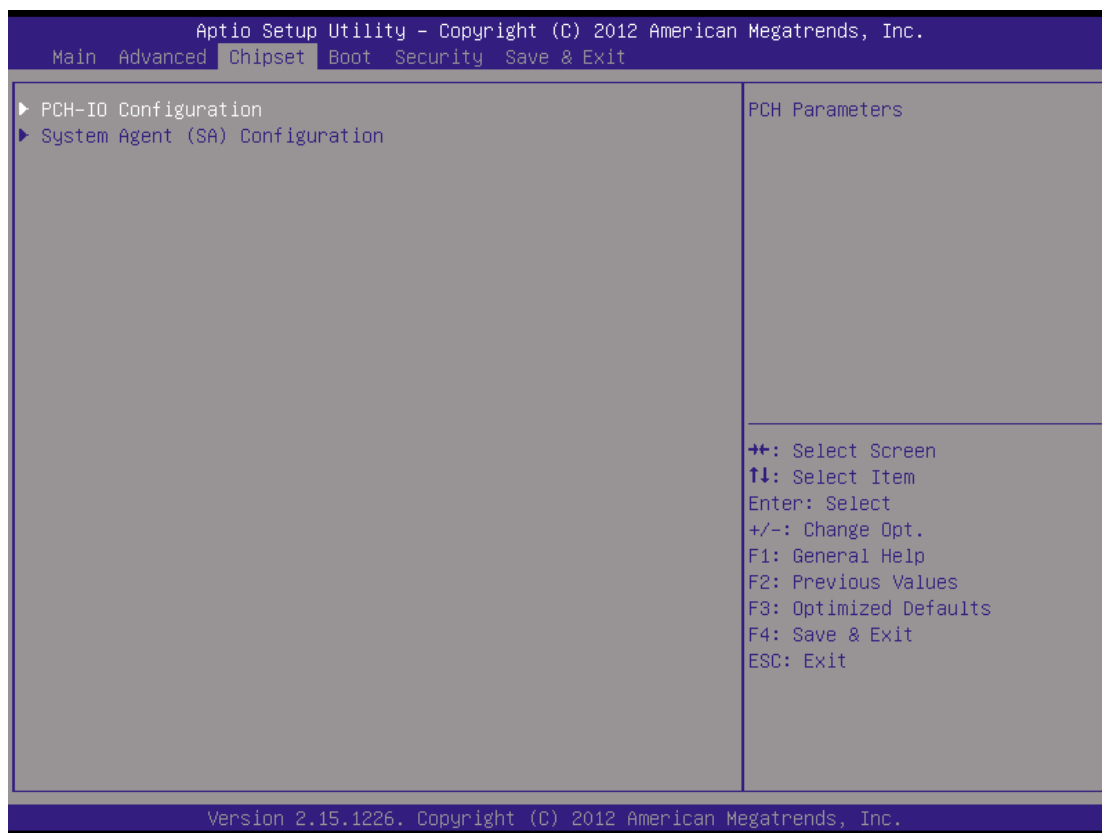 Aptio Setup Utility – Copyright (C) 2012 American Megatrends, Inc.
Main Advanced Chipset Boot Security Save & Exit
▶ PCH-IO Configuration
▶ System Agent (SA) Configuration
PCH Parameters
→←: Select Screen
↑↓: Select Item
Enter: Select
+/-: Change Opt.
F1: General Help
F2: Previous Values
F3: Optimized Defaults
F4: Save & Exit
ESC: Exit
Version 2.15.1226. Copyright (C) 2012 American Megatrends, Inc.